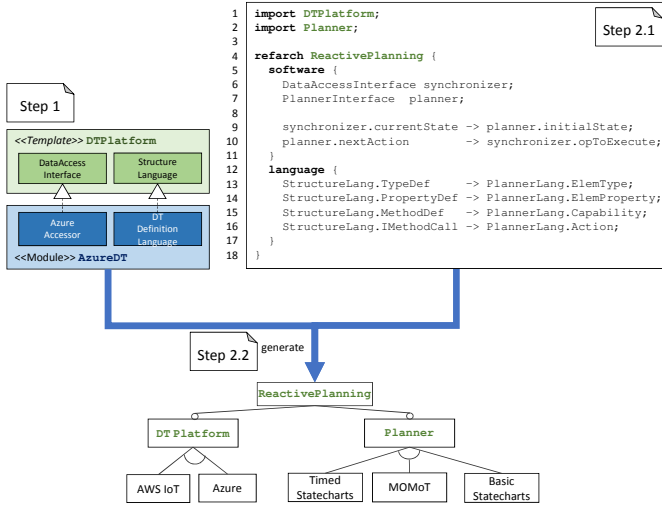 Step 1
<<Template>> DTPlatform
DataAccess
Interface
Structure
Language
Azure
Accessor
DT
Definition
Language
<<Module>> AzureDT
Step 2.1
1 import DTPlatform;
2 import Planner;
3
4 refarch ReactivePlanning {
5 software {
6 DataAccessInterface synchronizer;
7 PlannerInterface planner;
8
9 synchronizer.currentState -> planner.initialState;
10 planner.nextAction -> synchronizer.opToExecute;
11 }
12 language {
13 StructureLang.TypeDef -> PlannerLang.ElemType;
14 StructureLang.PropertyDef -> PlannerLang.ElemProperty;
15 StructureLang.MethodDef -> PlannerLang.Capability;
16 StructureLang.IMethodCall -> PlannerLang.Action;
17 }
18 }
Step 2.2
generate
ReactivePlanning
DT Platform
Planner
AWS IoT
Azure
Timed
Statecharts
MOMoT
Basic
Statecharts